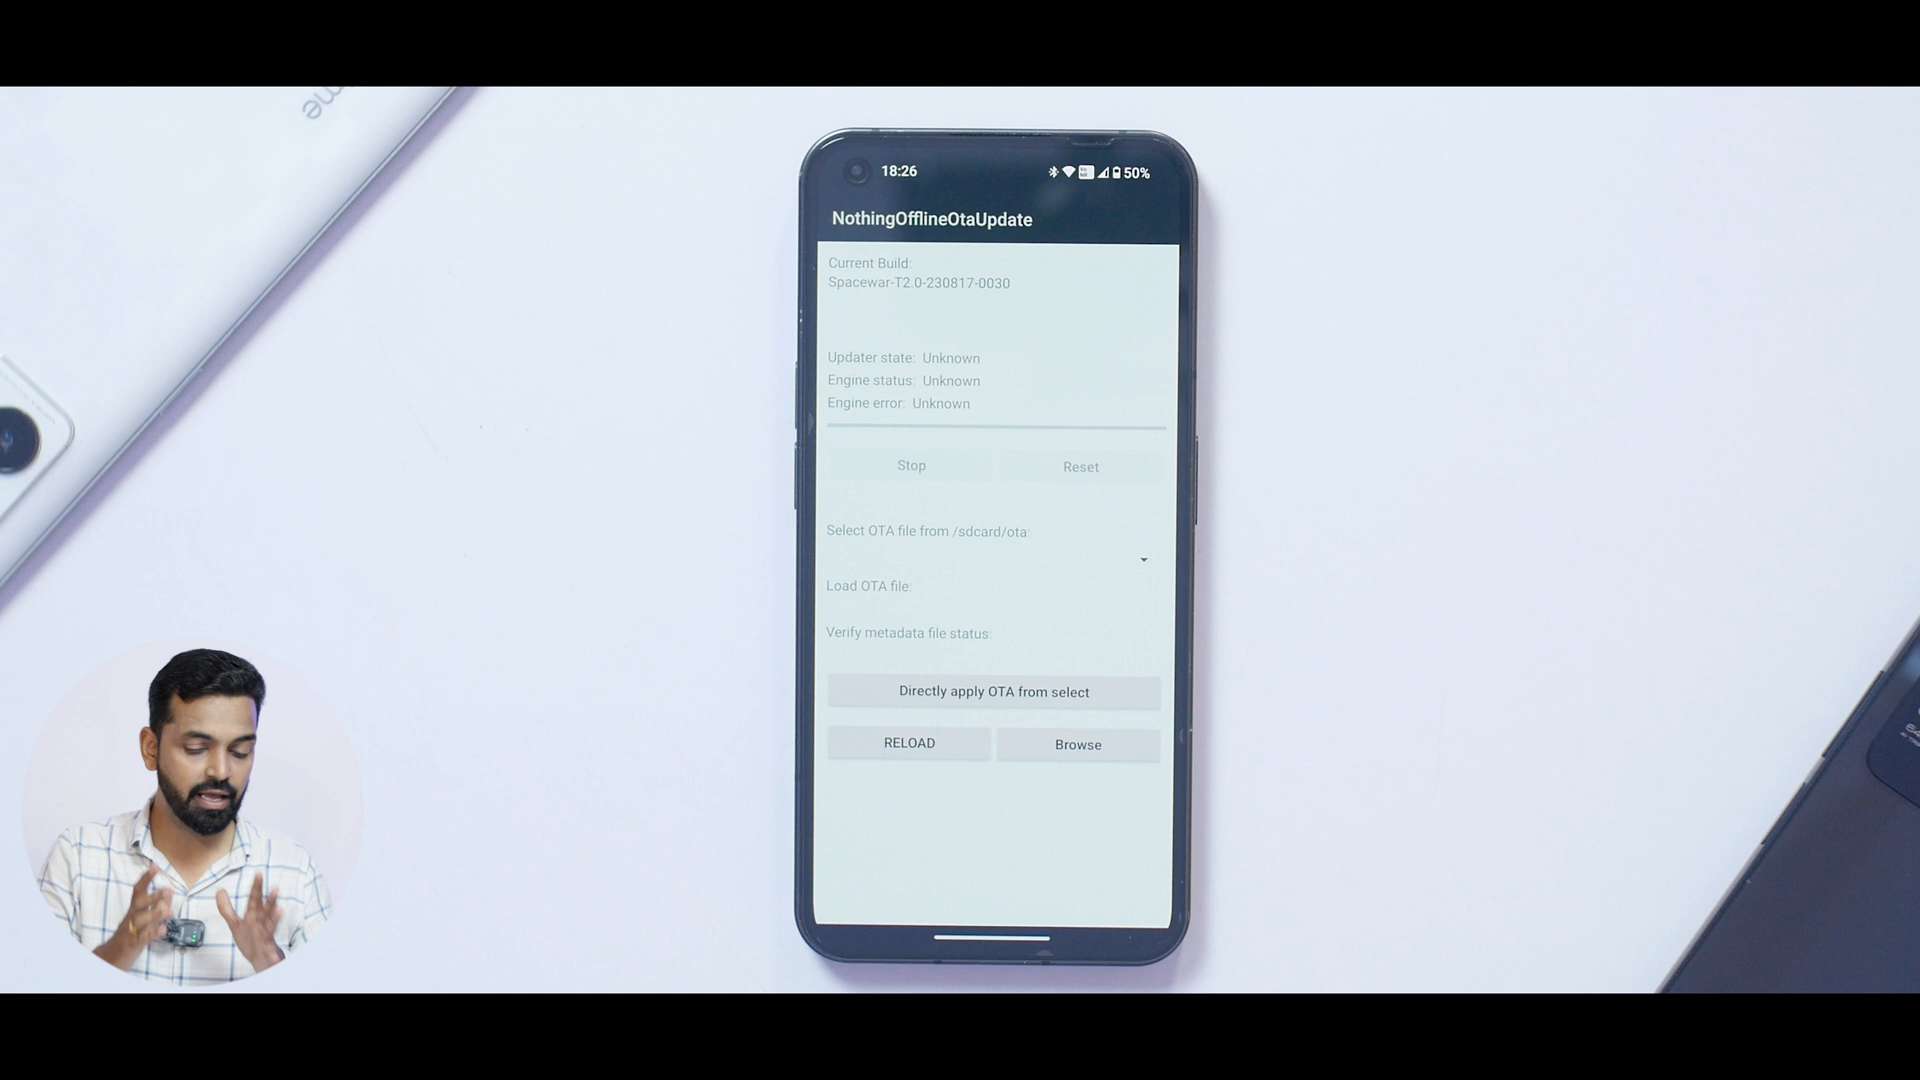 me
18:26
50%
NothingOfflineOtaUpdate
Current Build:
Spacewar-T2.0-230817-0030
Updater state: Unknown
Engine status: Unknown
Engine error: Unknown
Stop
Reset
Select OTA file from /sdcard/ota:
Load OTA file:
Verify metadata file status:
Directly apply OTA from select
RELOAD
Browse